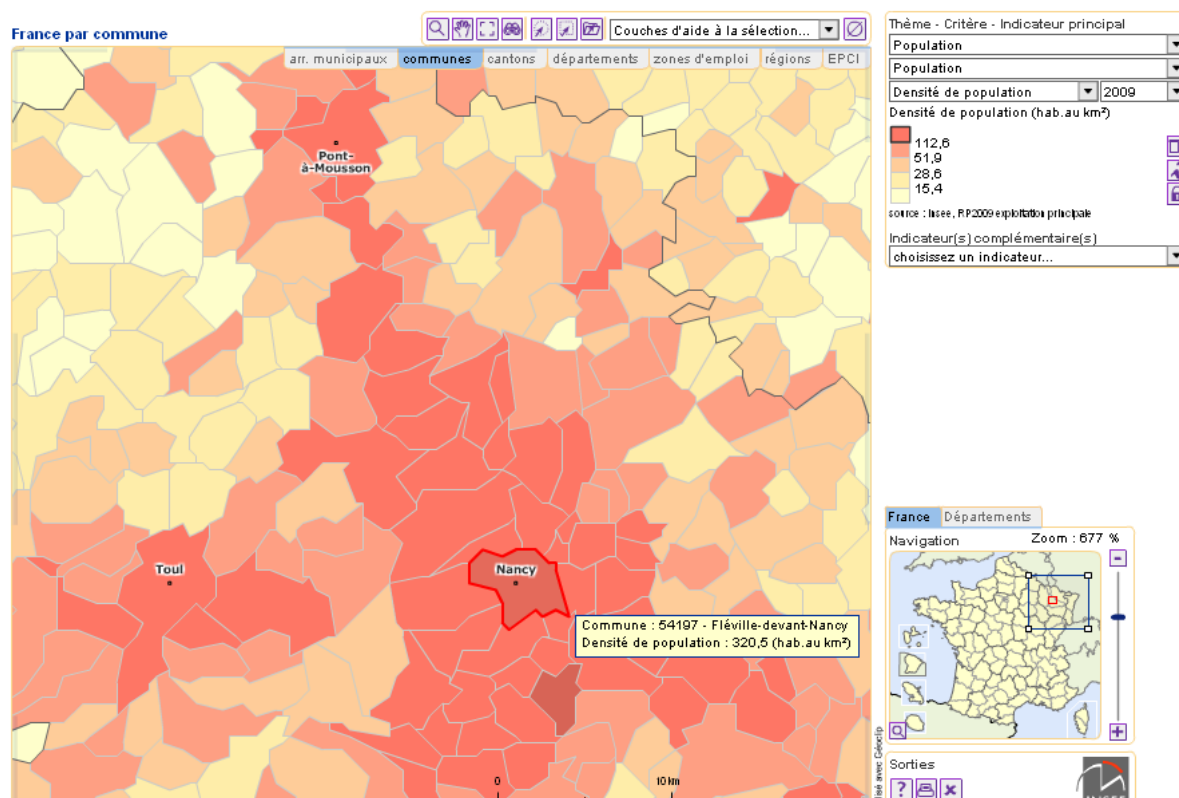 France par commune
Couches d'aide à la sélection...
arr. municipaux communes cantons départements zones d'emploi régions EPCI
Pont-
à-Mousson
Toul
Nancy
Commune : 54197 - Fléville-devant-Nancy
Densité de population : 320,5 (hab.au km²)
0 10 km
Thème - Critère - Indicateur principal
Population
Population
Densité de population 2009
Densité de population (hab.au km²)
112,6
51,9
28,6
15,4
source : Insee, RP2009 exploitation principale
Indicateur(s) complémentaire(s)
choisissez un indicateur...
France Départements
Navigation Zoom : 677 %
avec Géoclip
Sorties